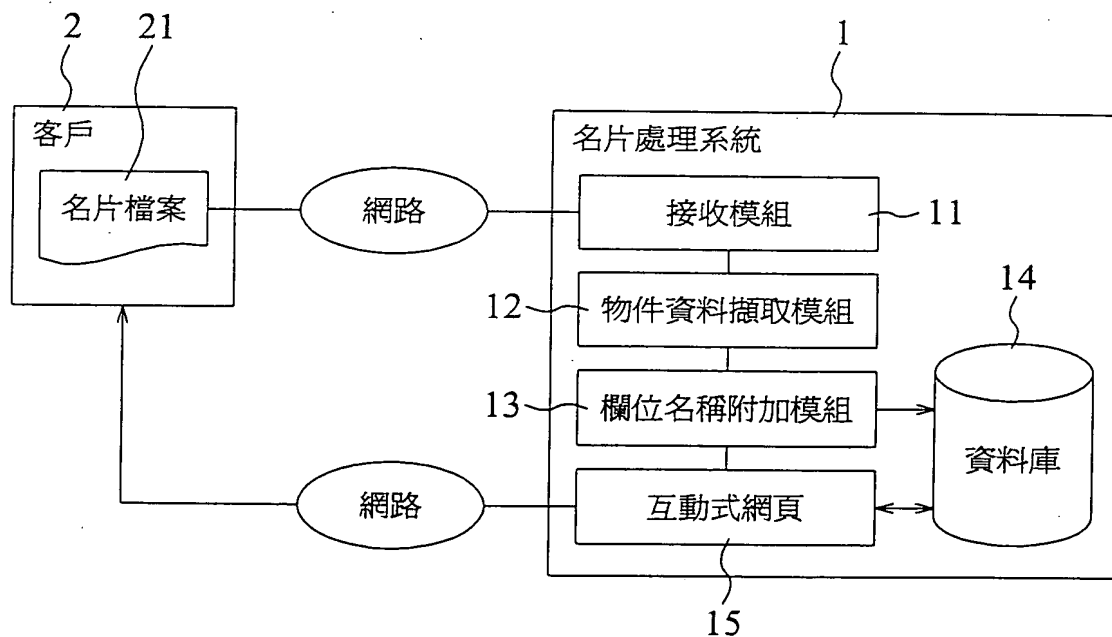 2
21
1
客戶
名片處理系統
名片檔案
網路
接收模組
11
12
物件資料擷取模組
14
13
欄位名稱附加模組
資料庫
網路
互動式網頁
15